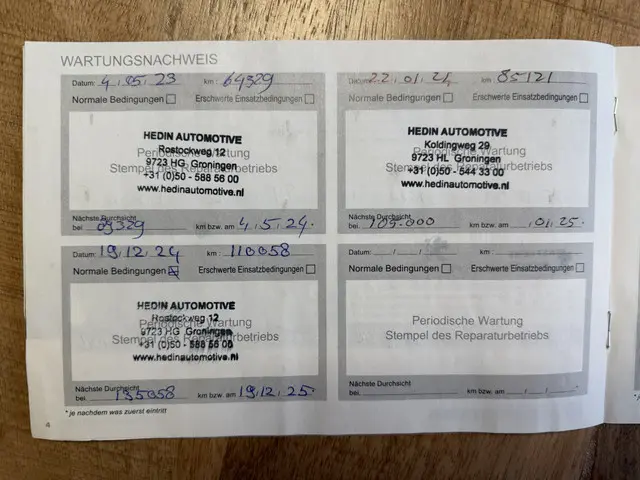 WARTUNGSNACHWEIS
Datum: 4.05.23 km: 64329
Normale Bedingungen Erschwerte Einsatzbedingungen
HEDIN AUTOMOTIVE
Rostockweg 12
Periodische Wartung
9723 HG Groningen
Stempel des Reparaturbetriebs
+31 (0)50 - 588 56 00
www.hedinautomotive.nl
Nächste Durchsicht
bei km bzw. am 4.5.24.
Datum: 22.01.24 km: 85121
Normale Bedingungen Erschwerte Einsatzbedingungen
HEDIN AUTOMOTIVE
Koldingweg 29
Periodische Wartung
9723 HL Groningen
Stempel des Reparaturbetriebs
+31 (0)50 - 544 33 00
www.hedinautomotive.nl
Nächste Durchsicht
bei 105.000 km bzw. am .01.25.
Datum: 19.12.24 km: 110058
Normale Bedingungen Erschwerte Einsatzbedingungen
HEDIN AUTOMOTIVE
Rostockweg 12
Periodische Wartung
9723 HG Groningen
Stempel des Reparaturbetriebs
+31 (0)50 - 588 56 00
www.hedinautomotive.nl
Nächste Durchsicht
bei 135058 km bzw. am 19.12.25.
Datum: / / km:
Normale Bedingungen Erschwerte Einsatzbedingungen
Periodische Wartung
Stempel des Reparaturbetriebs
Nächste Durchsicht
bei km bzw. am / /
* je nachdem was zuerst eintritt
4